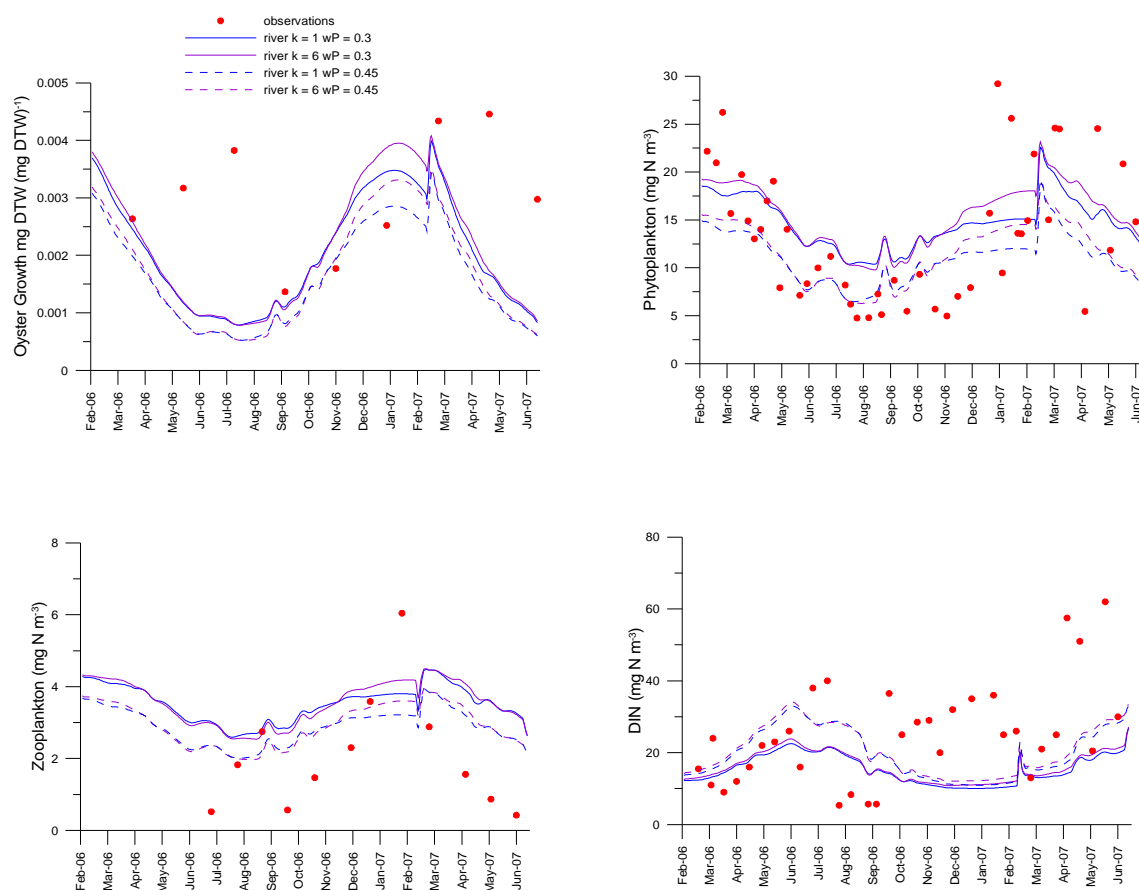 observations
river k = 1 wP = 0.3
river k = 6 wP = 0.3
river k = 1 wP = 0.45
river k = 6 wP = 0.45
Oyster Growth mg DTW (mg DTW)-1
0.005
0.004
0.003
0.002
0.001
0
Feb-06
Mar-06
Apr-06
May-06
Jun-06
Jul-06
Aug-06
Sep-06
Oct-06
Nov-06
Dec-06
Jan-07
Feb-07
Mar-07
Apr-07
May-07
Jun-07
Phytoplankton (mg N m-3)
30
25
20
15
10
5
0
Feb-06
Mar-06
Apr-06
May-06
Jun-06
Jul-06
Aug-06
Sep-06
Oct-06
Nov-06
Dec-06
Jan-07
Feb-07
Mar-07
Apr-07
May-07
Jun-07
Zooplankton (mg N m-3)
8
6
4
2
0
Feb-06
Mar-06
Apr-06
May-06
Jun-06
Jul-06
Aug-06
Sep-06
Oct-06
Nov-06
Dec-06
Jan-07
Feb-07
Mar-07
Apr-07
May-07
Jun-07
DIN (mg N m-3)
80
60
40
20
0
Feb-06
Mar-06
Apr-06
May-06
Jun-06
Jul-06
Aug-06
Sep-06
Oct-06
Nov-06
Dec-06
Jan-07
Feb-07
Mar-07
Apr-07
May-07
Jun-07